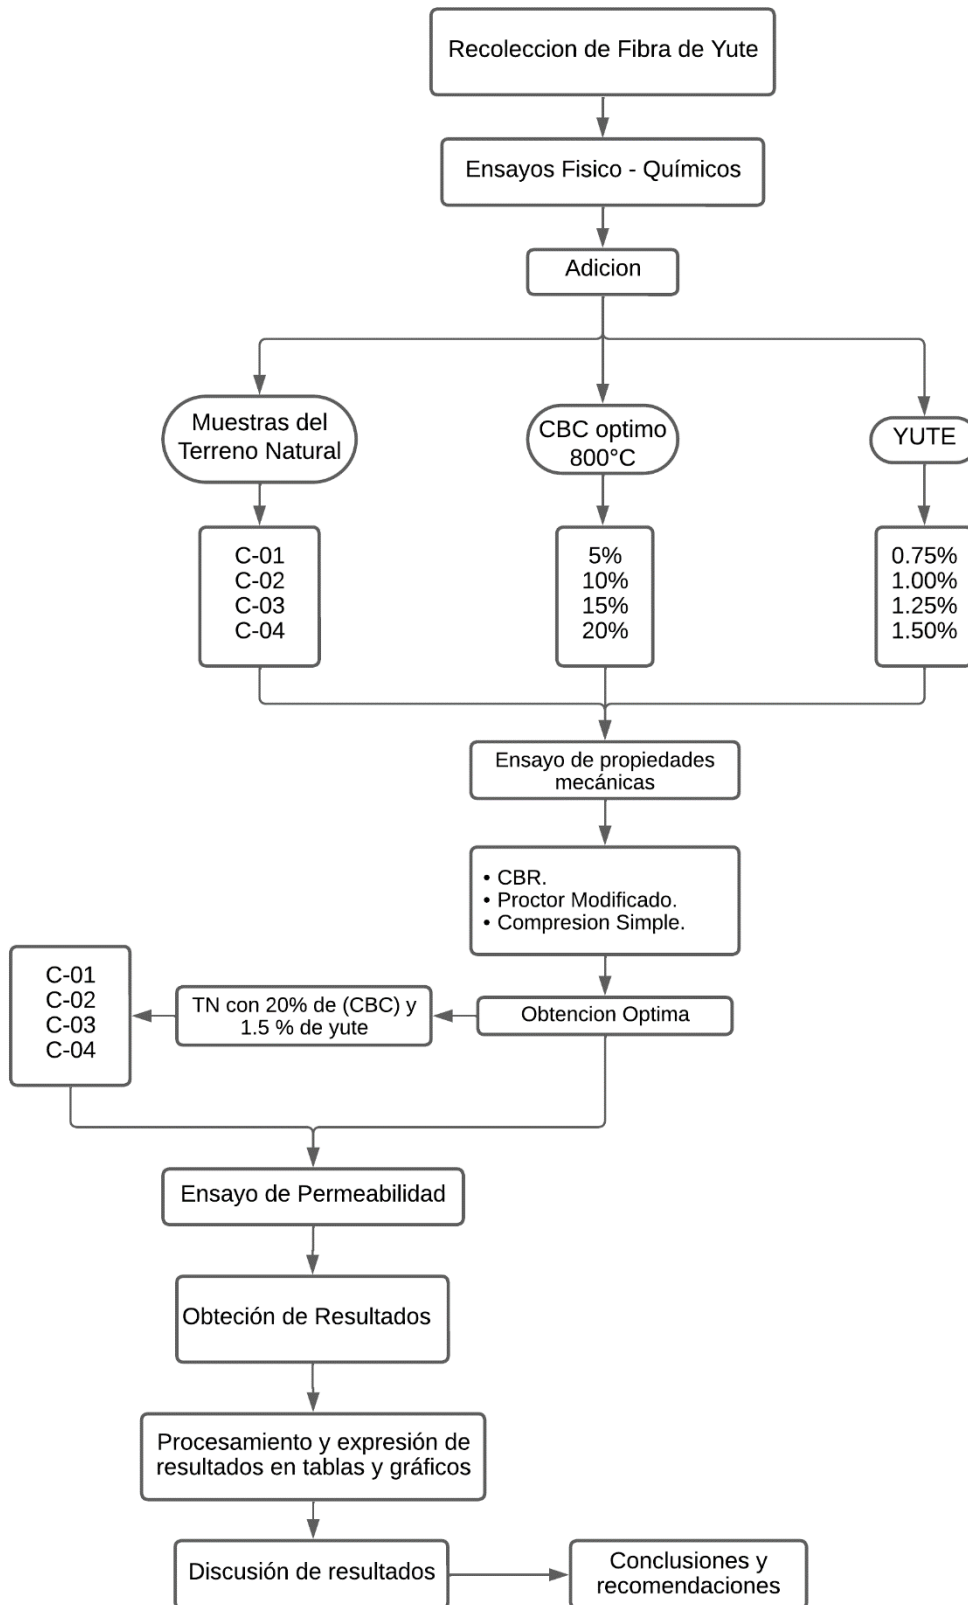 Recoleccion de Fibra de Yute
Ensayos Fisico - Químicos
Adicion
Muestras del
Terreno Natural
CBC optimo
800°C
YUTE
C-01
C-02
C-03
C-04
5%
10%
15%
20%
0.75%
1.00%
1.25%
1.50%
Ensayo de propiedades
mecánicas
• CBR.
• Proctor Modificado.
• Compresion Simple.
Obtencion Optima
TN con 20% de (CBC) y
1.5 % de yute
C-01
C-02
C-03
C-04
Ensayo de Permeabilidad
Obteción de Resultados
Procesamiento y expresión de
resultados en tablas y gráficos
Discusión de resultados
Conclusiones y
recomendaciones